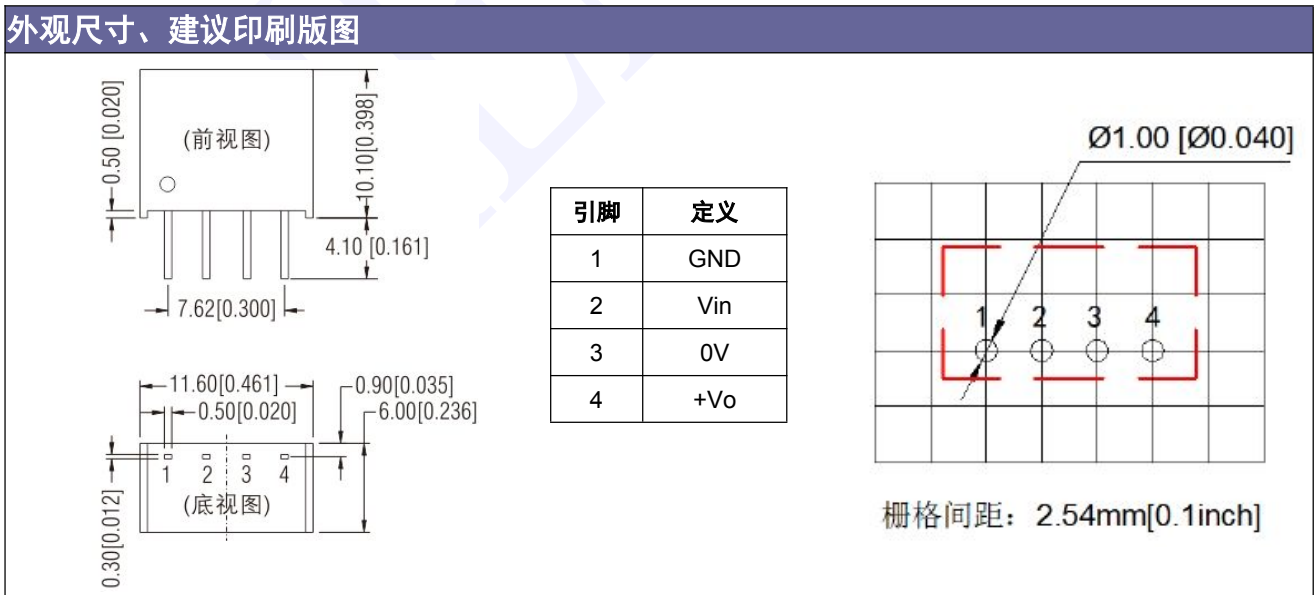 外观尺寸、建议印刷版图
0.50 [0.020]
(前视图)
10.10[0.398]
4.10 [0.161]
7.62[0.300]
11.60[0.461]
0.90[0.035]
0.50[0.020]
6.00[0.236]
1 2 3 4
(底视图)
0.30[0.012]
引脚 定义
1 GND
2 Vin
3 0V
4 +Vo
Ø1.00 [Ø0.040]
1 2 3 4
栅格间距：2.54mm[0.1inch]